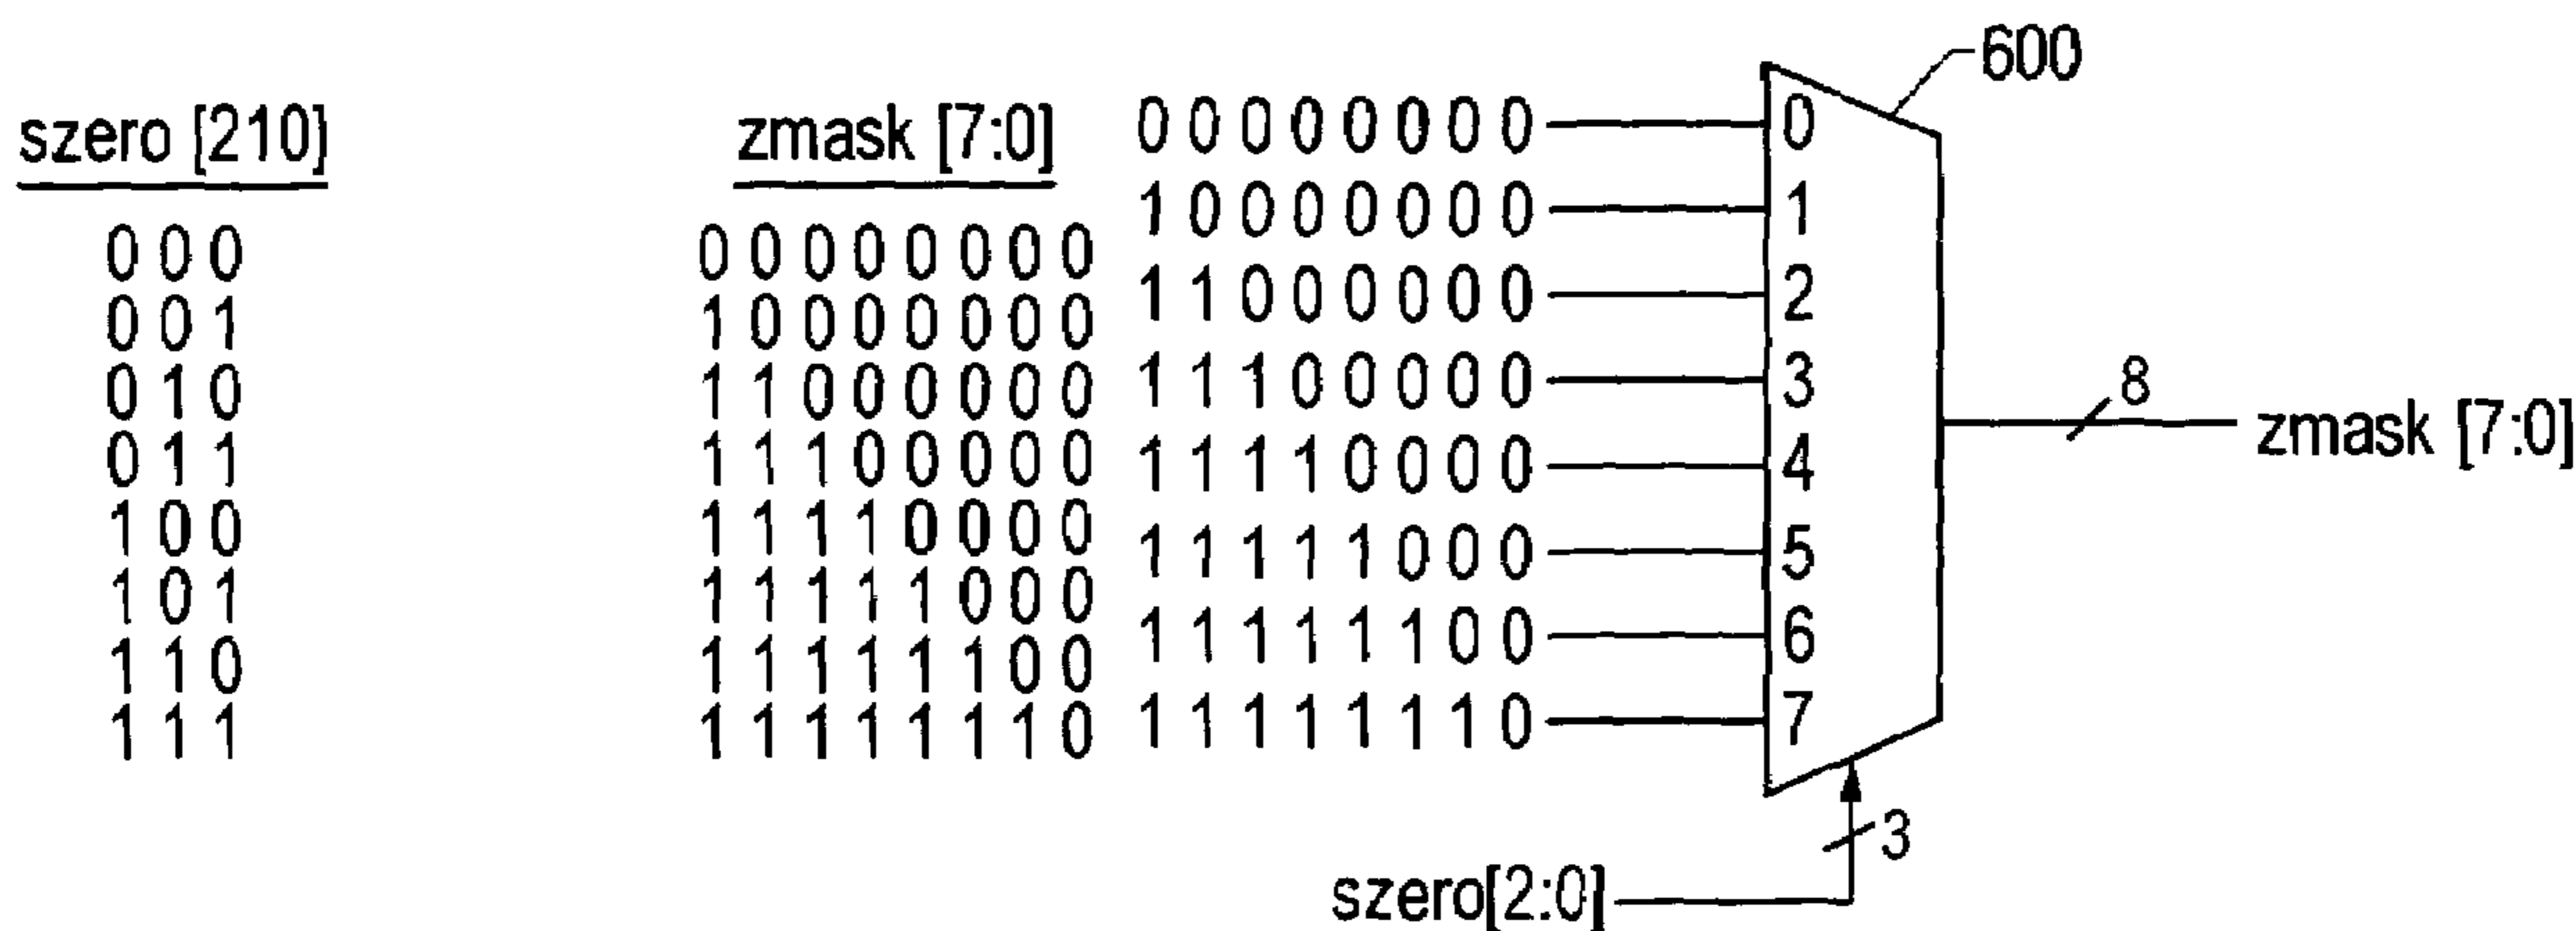 600
szero [210]
0 0 0
0 0 1
0 1 0
0 1 1
1 0 0
1 0 1
1 1 0
1 1 1
zmask [7:0]
0 0 0 0 0 0 0 0
1 0 0 0 0 0 0 0
1 1 0 0 0 0 0 0
1 1 1 0 0 0 0 0
1 1 1 1 0 0 0 0
1 1 1 1 1 0 0 0
1 1 1 1 1 1 0 0
1 1 1 1 1 1 1 0
0 0 0 0 0 0 0 0 0
1 0 0 0 0 0 0 0 1
1 1 0 0 0 0 0 0 2
1 1 1 0 0 0 0 0 3
1 1 1 1 0 0 0 0 4
1 1 1 1 1 0 0 0 5
1 1 1 1 1 1 0 0 6
1 1 1 1 1 1 1 0 7
8
zmask [7:0]
3
szero[2:0]